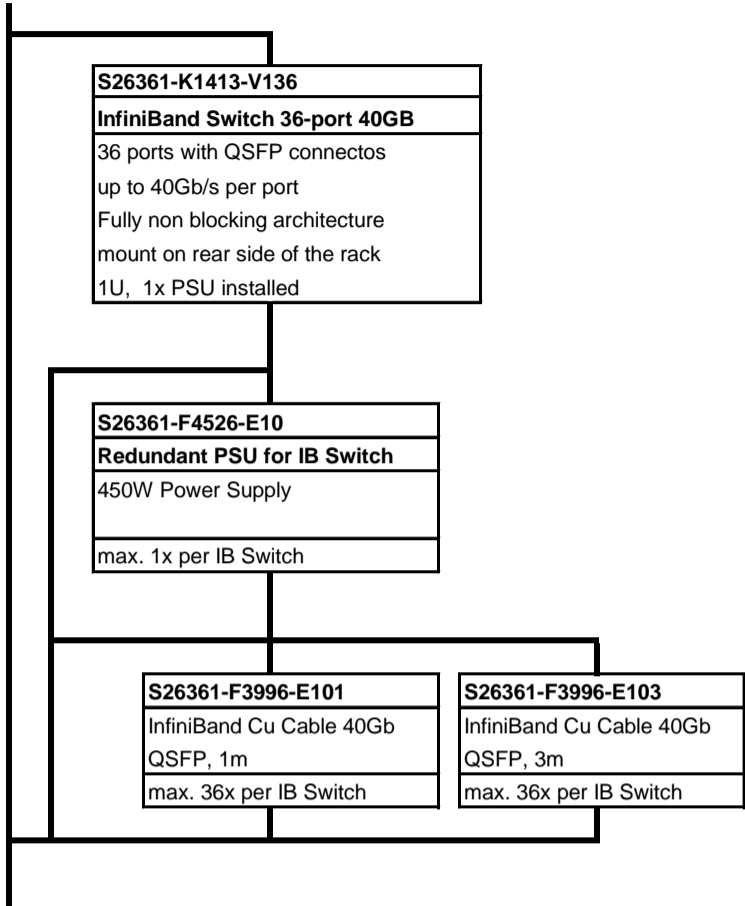 S26361-K1413-V136
InfiniBand Switch 36-port 40GB
36 ports with QSFP connectos
up to 40Gb/s per port
Fully non blocking architecture
mount on rear side of the rack
1U, 1x PSU installed
S26361-F4526-E10
Redundant PSU for IB Switch
450W Power Supply
max. 1x per IB Switch
S26361-F3996-E101
InfiniBand Cu Cable 40Gb
QSFP, 1m
max. 36x per IB Switch
S26361-F3996-E103
InfiniBand Cu Cable 40Gb
QSFP, 3m
max. 36x per IB Switch